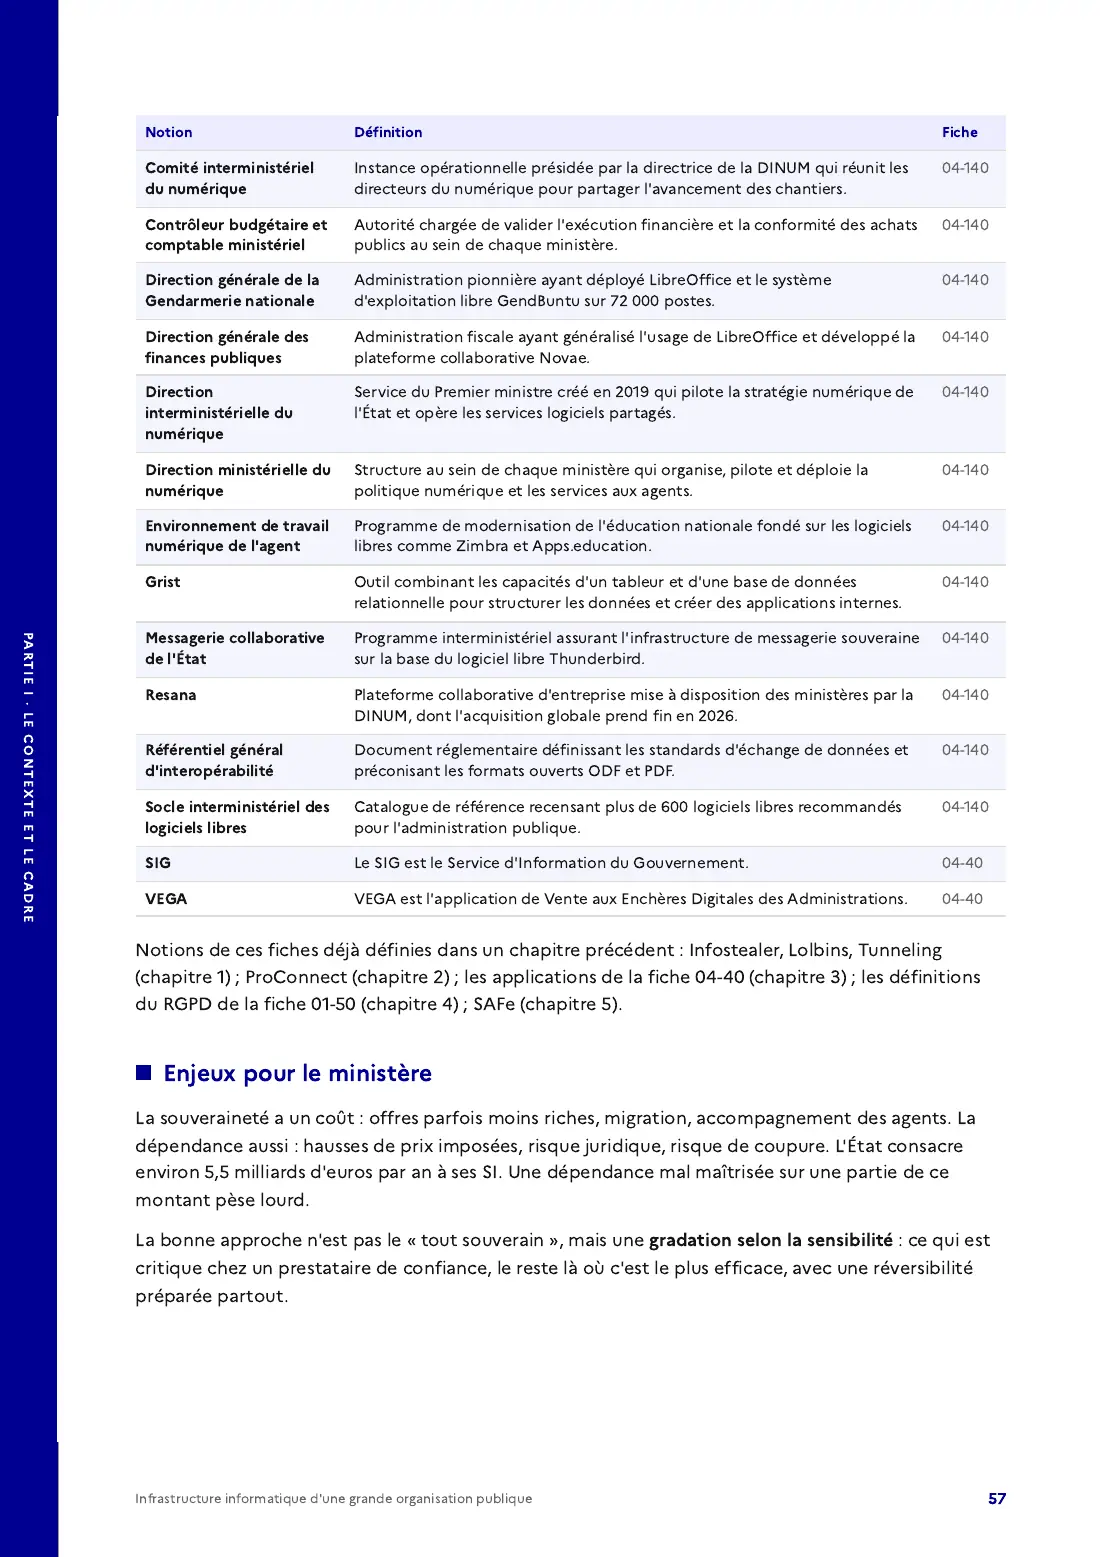 Notion Définition Fiche
Comité interministériel Instance opérationnelle présidée par la directrice de la DINUM qui réunit les 04-140
du numérique directeurs du numérique pour partager l'avancement des chantiers.
Contrôleur budgétaire et Autorité chargée de valider l'exécution financière et la conformité des achats 04-140
comptable ministériel publics au sein de chaque ministère.
Direction générale de la Administration pionnière ayant déployé LibreOffice et le système 04-140
Gendarmerie nationale d'exploitation libre GendBuntu sur 72 000 postes.
Direction générale des Administration fiscale ayant généralisé l'usage de LibreOffice et développé la 04-140
finances publiques plateforme collaborative Novae.
Direction Service du Premier ministre créé en 2019 qui pilote la stratégie numérique de 04-140
interministérielle du l'État et opère les services logiciels partagés.
numérique
Direction ministérielle du Structure au sein de chaque ministère qui organise, pilote et déploie la 04-140
numérique politique numérique et les services aux agents.
Environnement de travail Programme de modernisation de l'éducation nationale fondé sur les logiciels 04-140
numérique de l'agent libres comme Zimbra et Apps.education.
Grist Outil combinant les capacités d'un tableur et d'une base de données 04-140
relationnelle pour structurer les données et créer des applications internes.
Messagerie collaborative Programme interministériel assurant l'infrastructure de messagerie souveraine 04-140
de l'État sur la base du logiciel libre Thunderbird.
Resana Plateforme collaborative d'entreprise mise à disposition des ministères par la 04-140
DINUM, dont l'acquisition globale prend fin en 2026.
Référentiel général Document réglementaire définissant les standards d'échange de données et 04-140
d'interopérabilité préconisant les formats ouverts ODF et PDF.
Socle interministériel des Catalogue de référence recensant plus de 600 logiciels libres recommandés 04-140
logiciels libres pour l'administration publique.
SIG Le SIG est le Service d'Information du Gouvernement. 04-40
VEGA VEGA est l'application de Vente aux Enchères Digitales des Administrations. 04-40
Notions de ces fiches déjà définies dans un chapitre précédent : Infostealer, Lolbins, Tunneling
(chapitre 1) ; ProConnect (chapitre 2) ; les applications de la fiche 04-40 (chapitre 3) ; les définitions
du RGPD de la fiche 01-50 (chapitre 4) ; SAFe (chapitre 5).
Enjeux pour le ministère
La souveraineté a un coût : offres parfois moins riches, migration, accompagnement des agents. La
dépendance aussi : hausses de prix imposées, risque juridique, risque de coupure. L'État consacre
environ 5,5 milliards d'euros par an à ses SI. Une dépendance mal maîtrisée sur une partie de ce
montant pèse lourd.
La bonne approche n'est pas le « tout souverain », mais une gradation selon la sensibilité : ce qui est
critique chez un prestataire de confiance, le reste là où c'est le plus efficace, avec une réversibilité
préparée partout.
PARTIE I · LE CONTEXTE ET LE CADRE
Infrastructure informatique d'une grande organisation publique 57